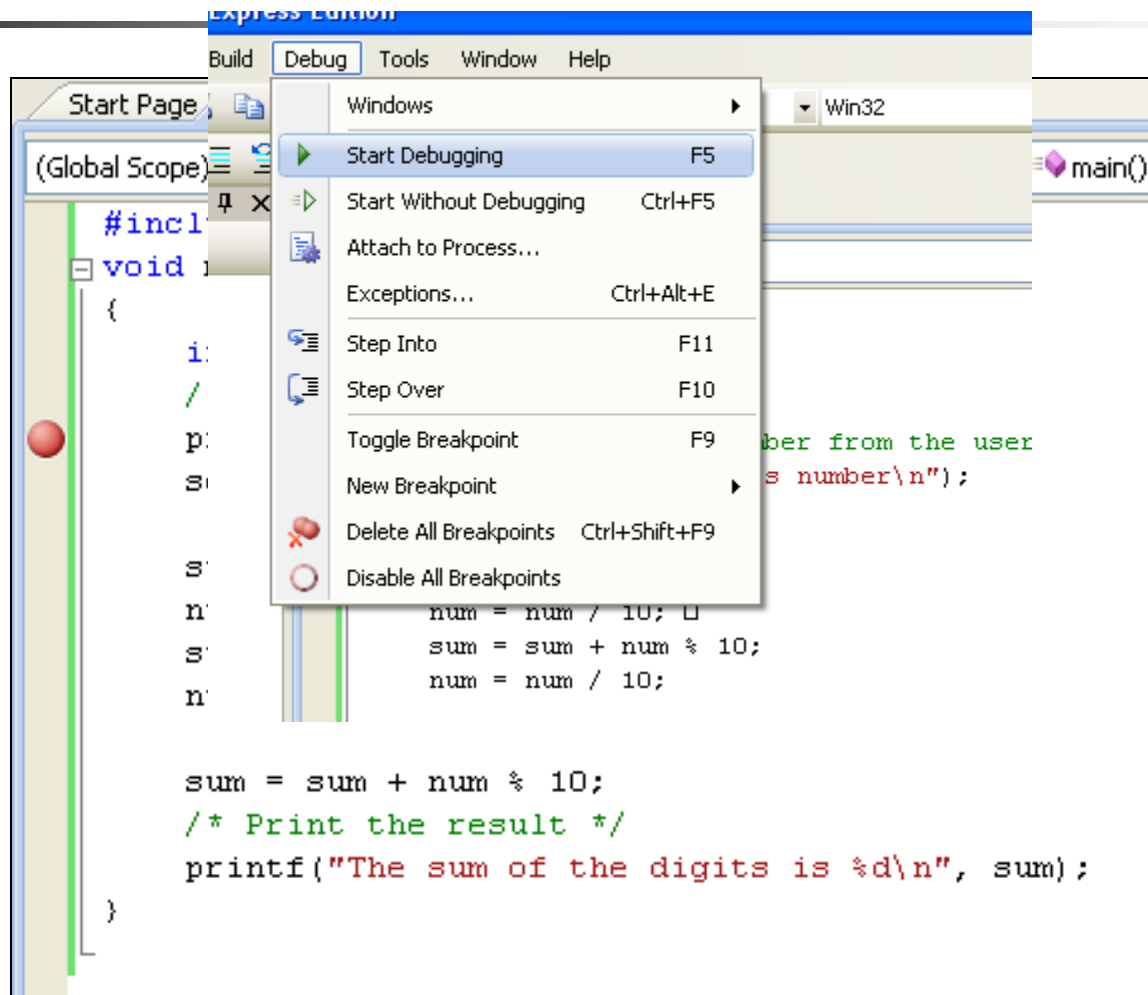 Express Edition
Build Debug Tools Window Help
Start Page
Windows
Win32
(Global Scope)
Start Debugging F5
main()
Start Without Debugging Ctrl+F5
#incl
void
Attach to Process...
Exceptions... Ctrl+Alt+E
{
Step Into F11
/
Step Over F10
Toggle Breakpoint F9
ber from the user
New Breakpoint
s number\n");
Delete All Breakpoints Ctrl+Shift+F9
Disable All Breakpoints
num = num / 10;
sum = sum + num % 10;
num = num / 10;
sum = sum + num % 10;
/* Print the result */
printf("The sum of the digits is %d\n", sum);
}